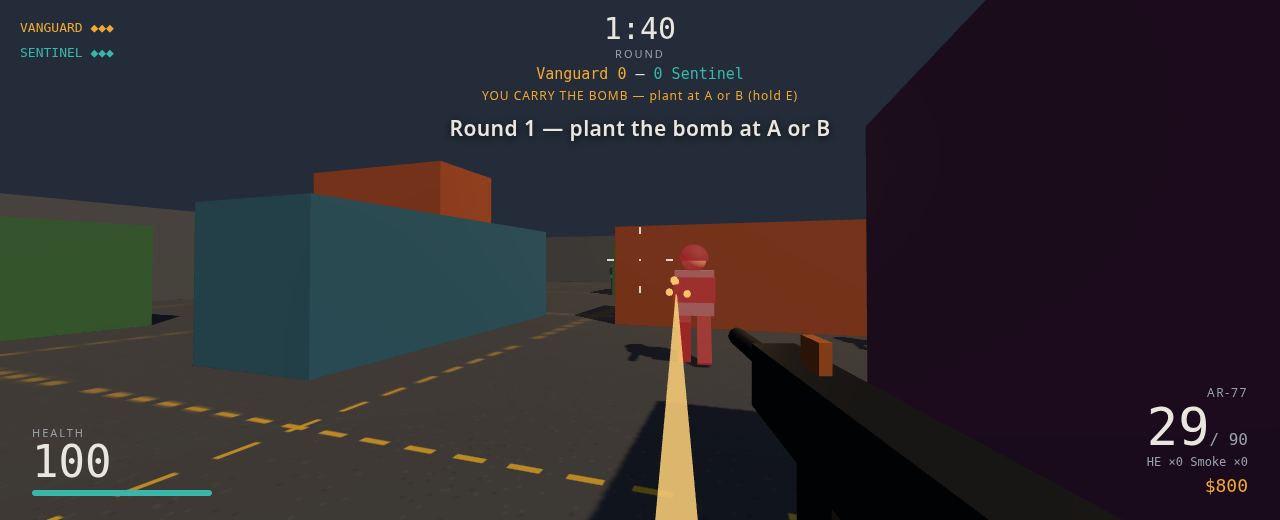 VANGUARD ◆◆◆
SENTINEL ◆◆◆
1:40
ROUND
Vanguard 0 — 0 Sentinel
YOU CARRY THE BOMB — plant at A or B (hold E)
Round 1 — plant the bomb at A or B
HEALTH
100
AR-77
29 / 90
HE ×0 Smoke ×0
$800